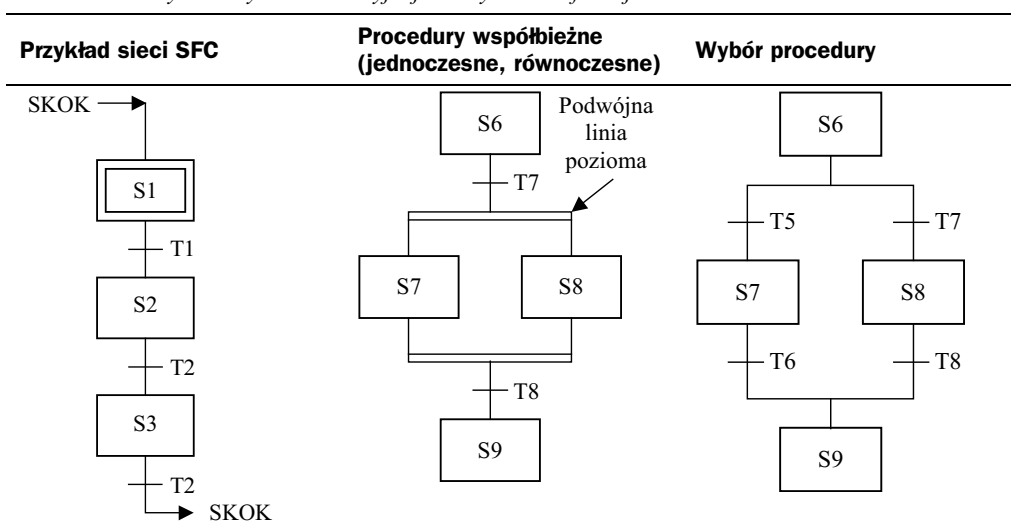 Przykład sieci SFC
Procedury współbieżne
(jednoczesne, równoczesne)
Wybór procedury
SKOK
S1
T1
S2
T2
S3
T2
SKOK
S6
Podwójna
linia
pozioma
T7
S7
S8
T8
S9
S6
T5
T7
S7
S8
T6
T8
S9